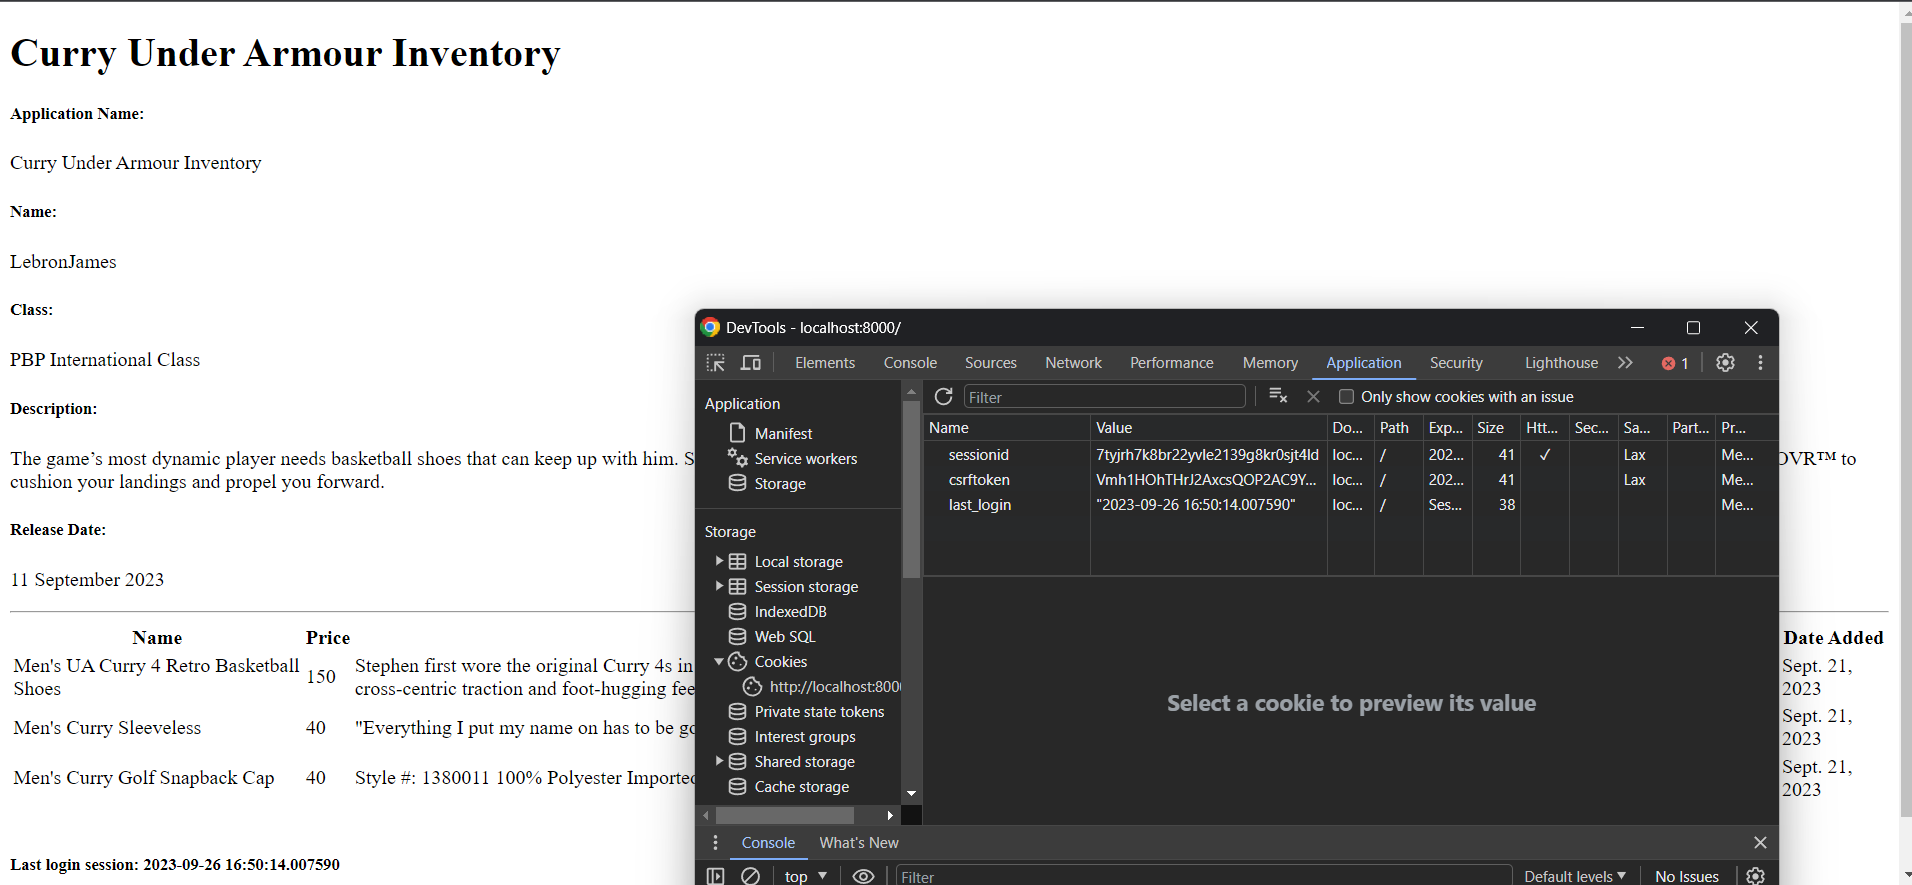 Curry Under Armour Inventory
Application Name:
Curry Under Armour Inventory
Name:
LebronJames
Class:
PBP International Class
Description:
The game’s most dynamic player needs basketball shoes that can keep up with him. S
OVR™ to
cushion your landings and propel you forward.
Release Date:
11 September 2023
Name Price Date Added
Men's UA Curry 4 Retro Basketball
Shoes
150
Stephen first wore the original Curry 4s in
cross-centric traction and foot-hugging fee
Sept. 21,
2023
Men's Curry Sleeveless 40 "Everything I put my name on has to be go
Sept. 21,
2023
Men's Curry Golf Snapback Cap 40 Style #: 1380011 100% Polyester Imported
Sept. 21,
2023
Last login session: 2023-09-26 16:50:14.007590
DevTools - localhost:8000/
Elements Console Sources Network Performance Memory Application Security Lighthouse 1
Application
Manifest
Service workers
Storage
Storage
Local storage
Session storage
IndexedDB
Web SQL
Cookies
http://localhost:800
Private state tokens
Interest groups
Shared storage
Cache storage
Filter Only show cookies with an issue
Name Value Do... Path Exp... Size Htt... Sec... Sa... Part... Pr...
sessionid 7tyjrh7k8br22yvle2139g8kr0sjt4ld loc... / 202... 41 ✓ Lax Me...
csrftoken Vmh1HOhTHrJ2AxcsQOP2AC9Y... loc... / 202... 41 Lax Me...
last_login "2023-09-26 16:50:14.007590" loc... / Ses... 38 Me...
Select a cookie to preview its value
Console What's New
top Filter Default levels No Issues